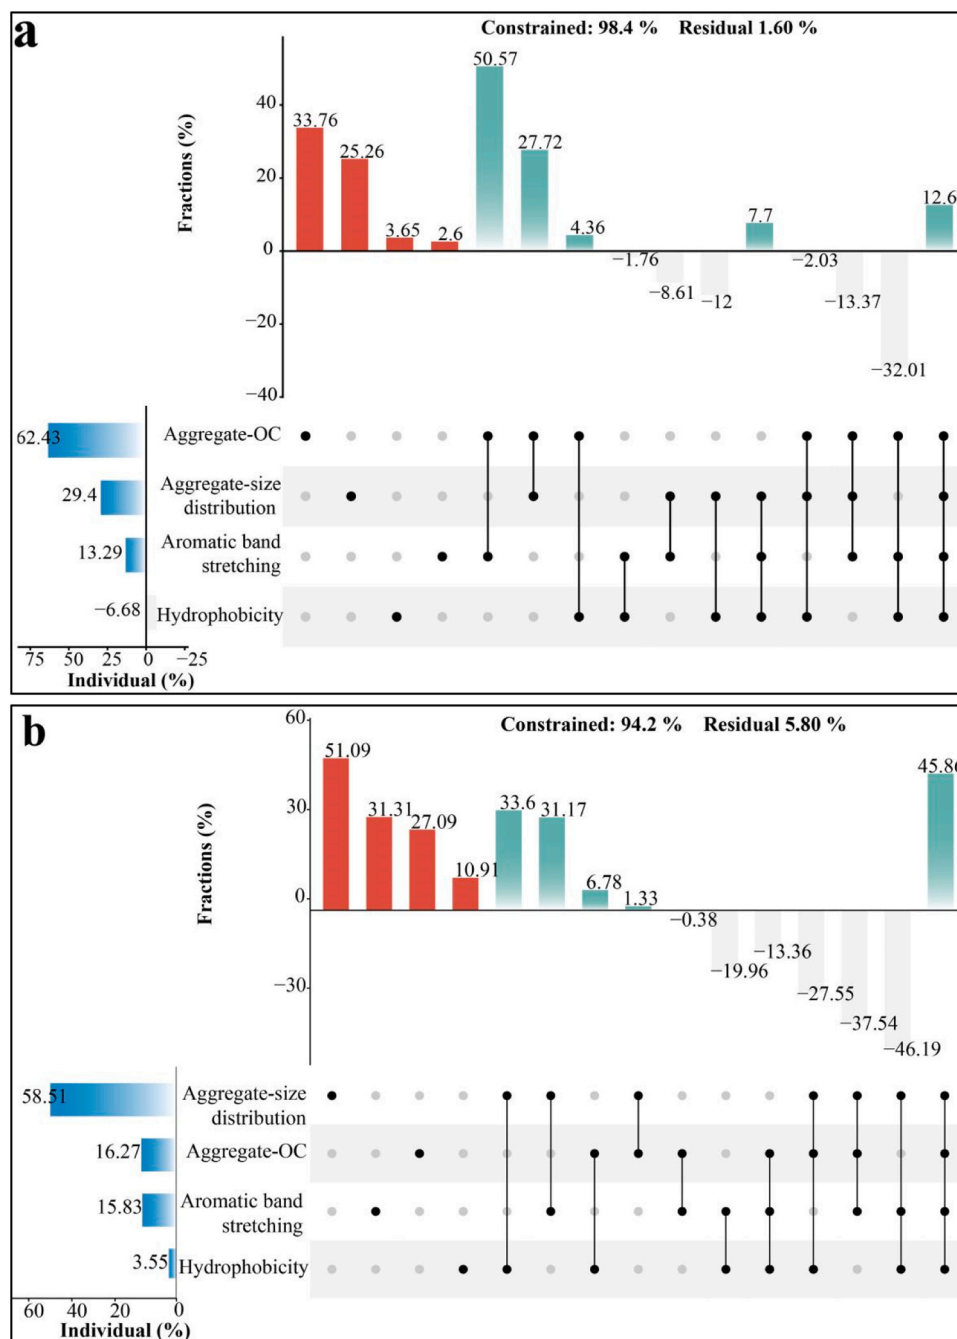 a
Constrained: 98.4 % Residual 1.60 %
Fractions (%)
40
20
0
−20
−40
33.76
25.26
3.65
2.6
50.57
27.72
4.36
−1.76
−8.61
−12
7.7
−2.03
−13.37
−32.01
12.6
62.43
Aggregate-OC
29.4
Aggregate-size
distribution
13.29
Aromatic band
stretching
−6.68
Hydrophobicity
75 50 25 0 −25
Individual (%)
b
Constrained: 94.2 % Residual 5.80 %
Fractions (%)
60
30
0
−30
51.09
31.31
27.09
10.91
33.6
31.17
6.78
1.33
−0.38
−19.96
−13.36
−27.55
−37.54
−46.19
45.86
58.51
Aggregate-size
distribution
16.27
Aggregate-OC
15.83
Aromatic band
stretching
3.55
Hydrophobicity
60 40 20 0
Individual (%)